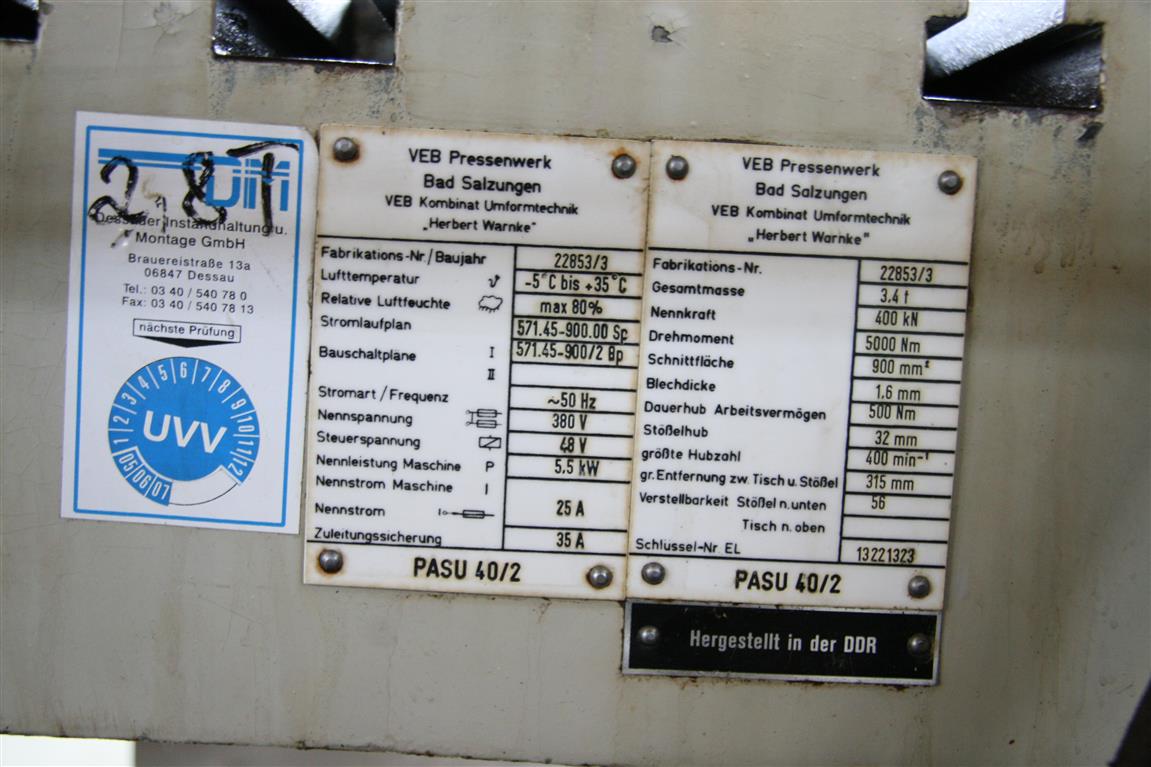 2,8T
DIM
Dessauer Instandhaltung u.
Montage GmbH
Brauereistraße 13a
06847 Dessau
Tel.: 03 40 / 540 78 0
Fax: 03 40 / 540 78 13
nächste Prüfung
1 2 3 4 5 6 7 8 9 10 11 12
UVV
05 06 07
VEB Pressenwerk
Bad Salzungen
VEB Kombinat Umformtechnik
„Herbert Warnke"
Fabrikations-Nr./Baujahr 22853/3
Lufttemperatur ϑ -5°C bis +35°C
Relative Luftfeuchte max 80%
Stromlaufplan 571.45-900.00 Sp
Bauschaltpläne I 571.45-900/2 Bp
II
Stromart/Frequenz ~50 Hz
Nennspannung 380 V
Steuerspannung 48 V
Nennleistung Maschine P 5.5 kW
Nennstrom Maschine I
Nennstrom 25 A
Zuleitungssicherung 35 A
PASU 40/2
VEB Pressenwerk
Bad Salzungen
VEB Kombinat Umformtechnik
„Herbert Warnke"
Fabrikations-Nr. 22853/3
Gesamtmasse 3.4 t
Nennkraft 400 kN
Drehmoment 5000 Nm
Schnittfläche 900 mm²
Blechdicke 1.6 mm
Dauerhub Arbeitsvermögen 500 Nm
Stößelhub 32 mm
größte Hubzahl 400 min⁻¹
gr. Entfernung zw. Tisch u. Stößel 315 mm
Verstellbarkeit Stößel n. unten 56
Tisch n. oben
Schlüssel-Nr. EL 13221323
PASU 40/2
Hergestellt in der DDR